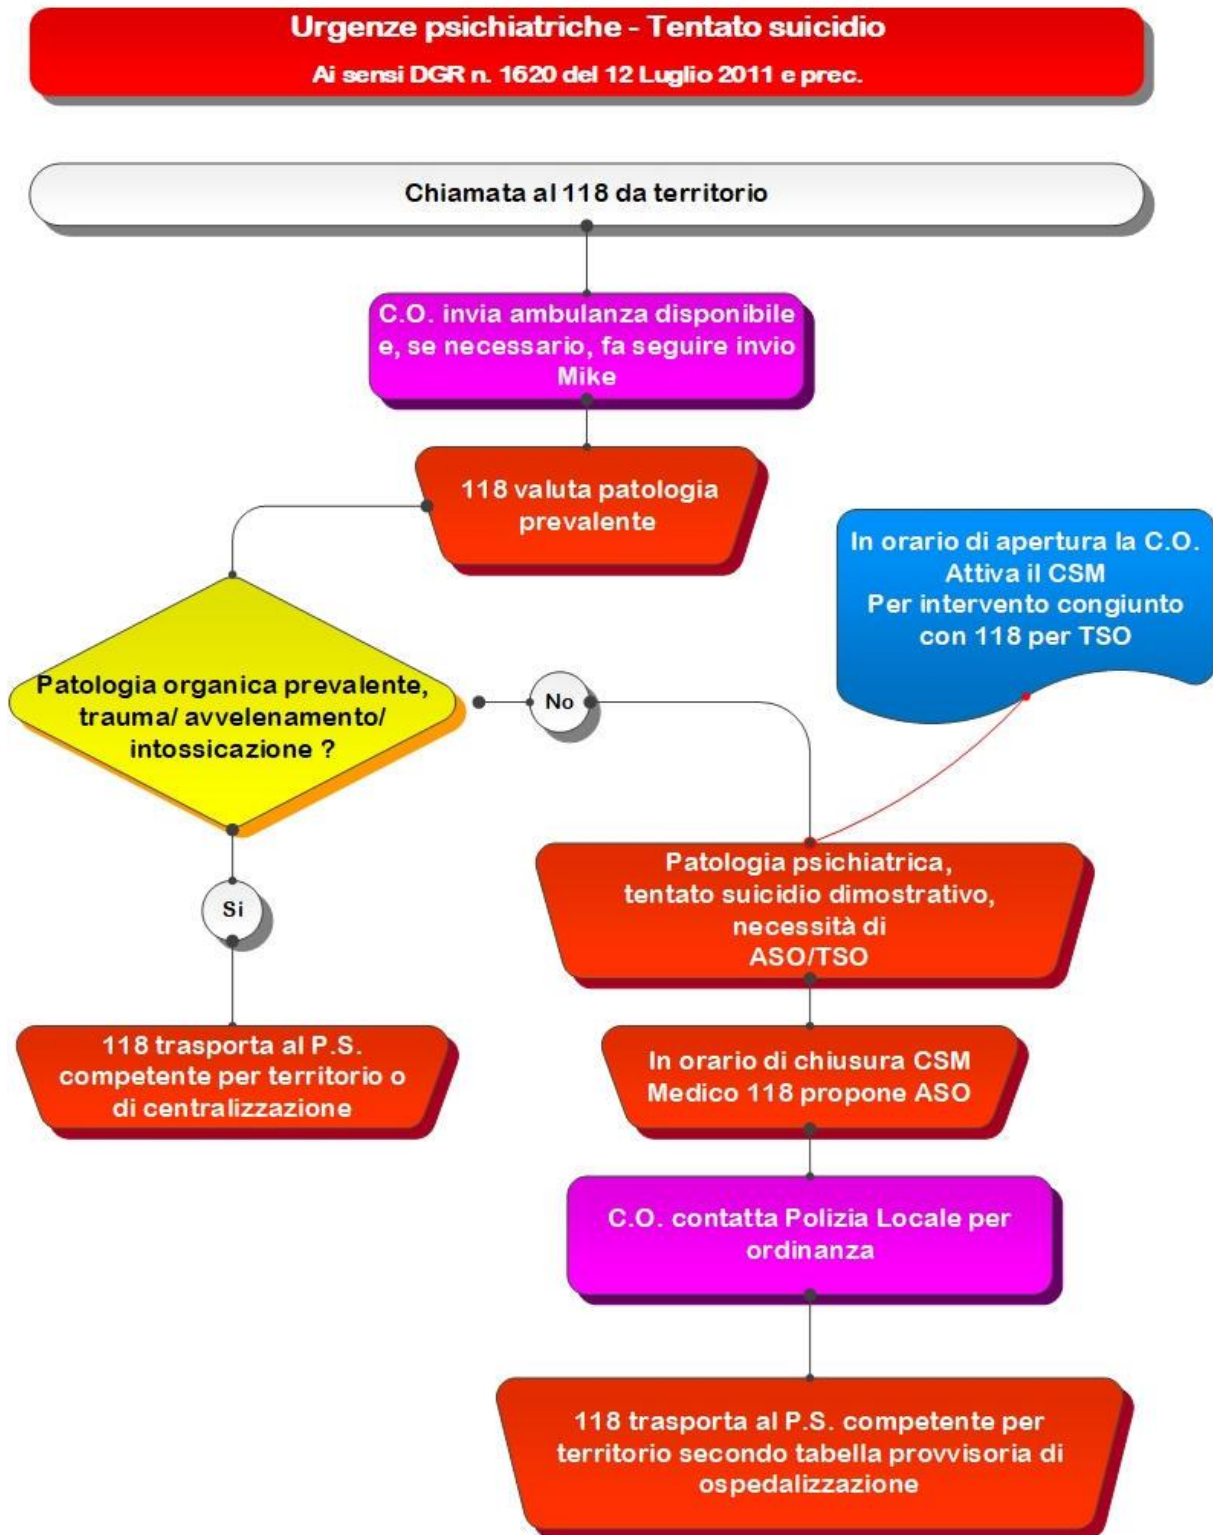 Urgenze psichiatriche - Tentato suicidio
Ai sensi DGR n. 1620 del 12 Luglio 2011 e prec.
Chiamata al 118 da territorio
C.O. invia ambulanza disponibile
e, se necessario, fa seguire invio
Mike
118 valuta patologia
prevalente
In orario di apertura la C.O.
Attiva il CSM
Per intervento congiunto
con 118 per TSO
Patologia organica prevalente,
trauma/ avvelenamento/
intossicazione ?
No
Si
Patologia psichiatrica,
tentato suicidio dimostrativo,
necessità di
ASO/TSO
118 trasporta al P.S.
competente per territorio o
di centralizzazione
In orario di chiusura CSM
Medico 118 propone ASO
C.O. contatta Polizia Locale per
ordinanza
118 trasporta al P.S. competente per
territorio secondo tabella provvisoria di
ospedalizzazione